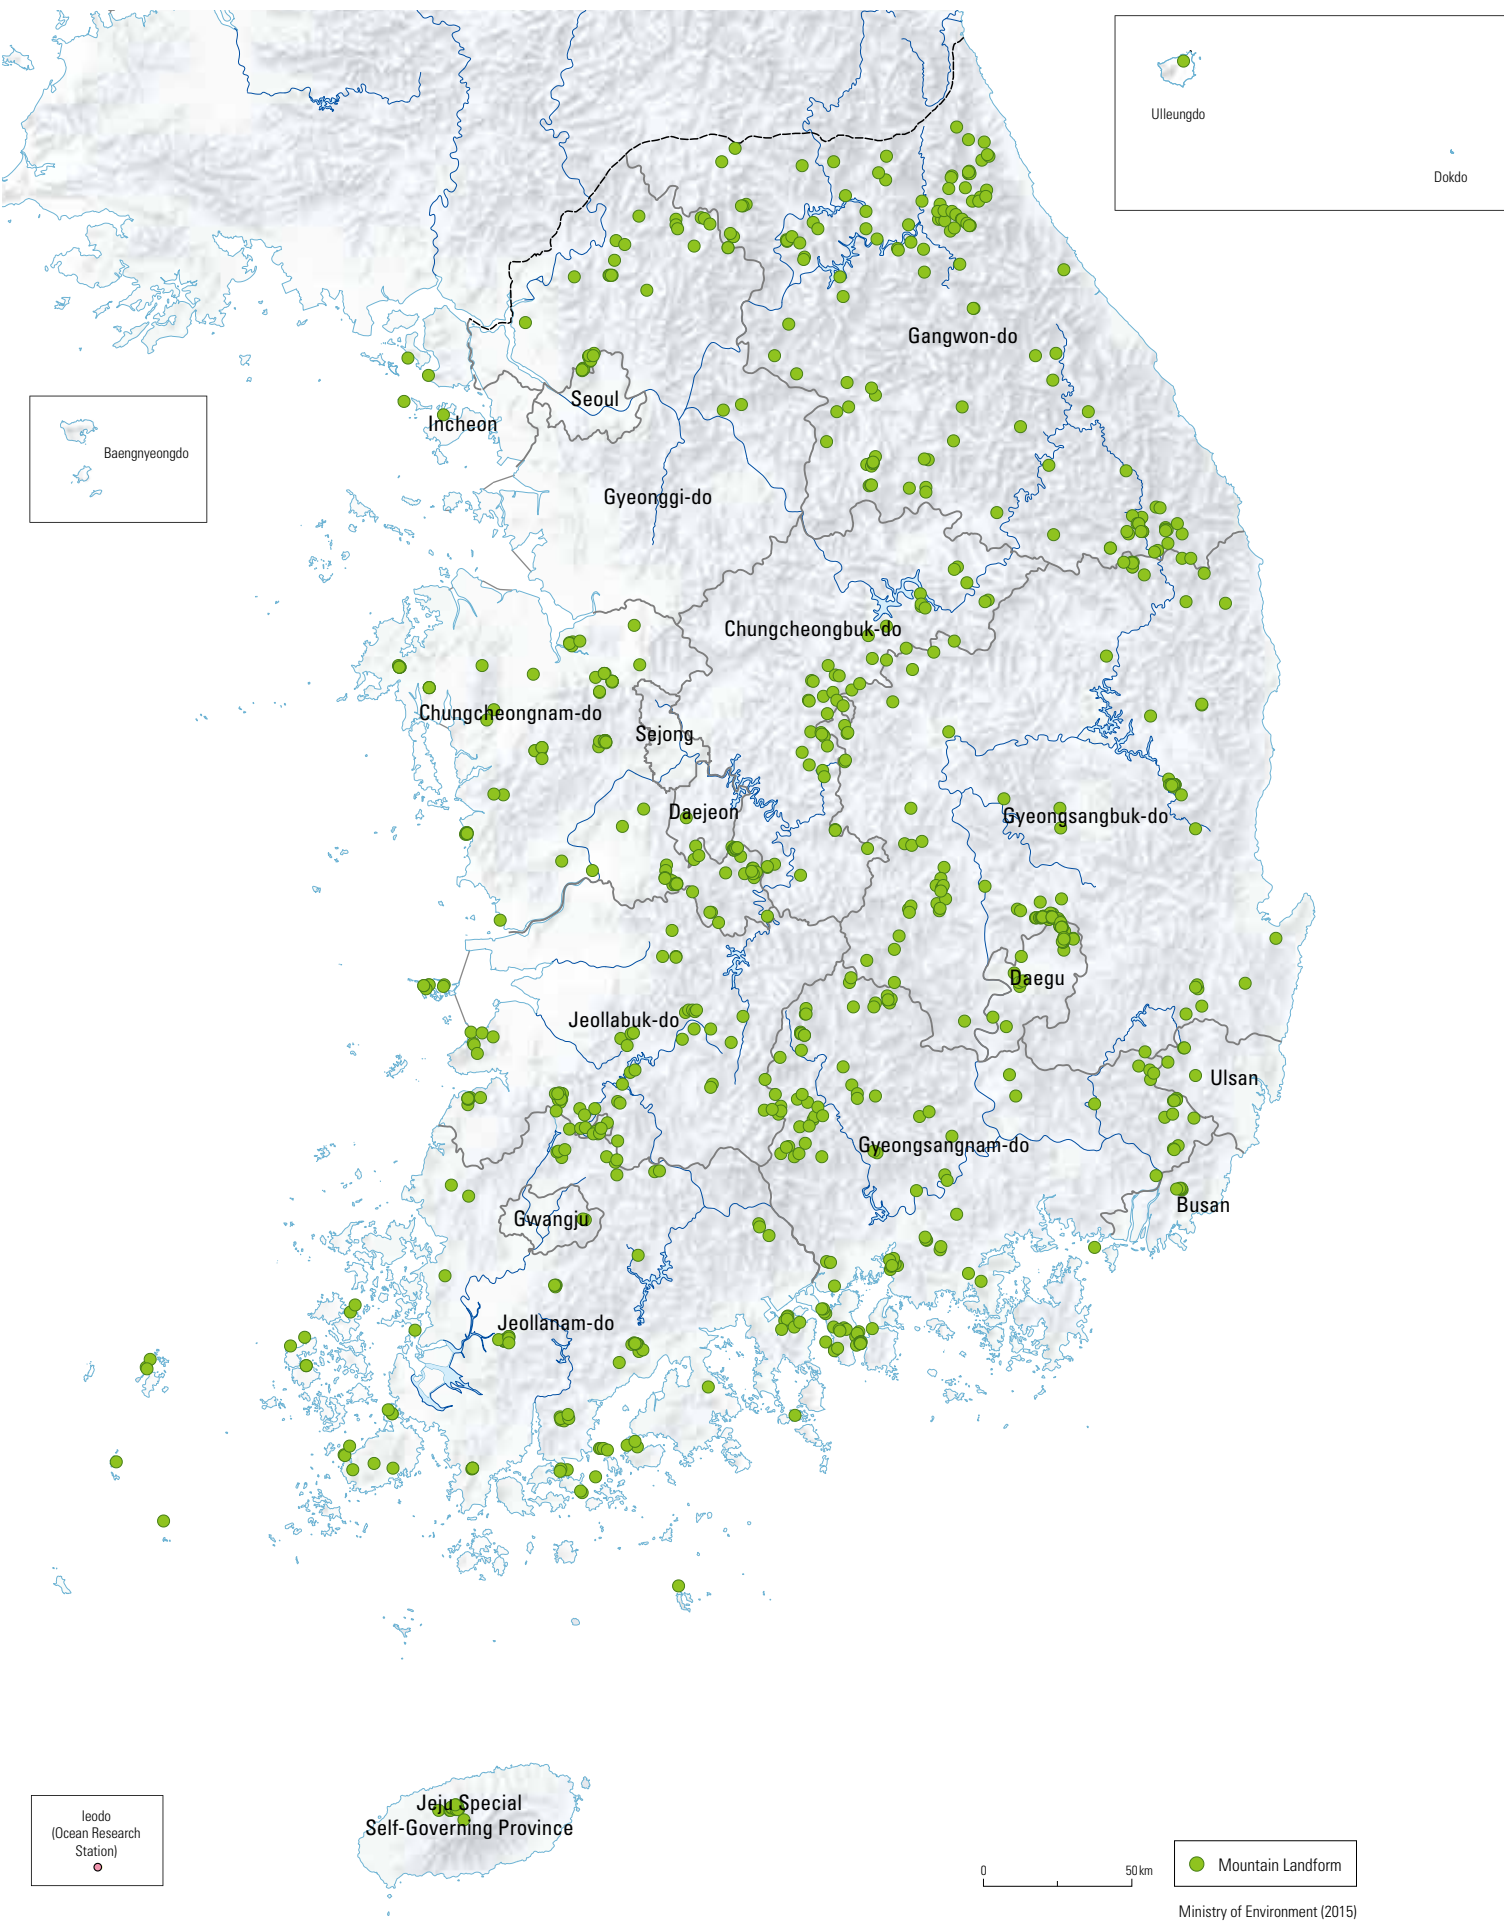 Ulleungdo
Dokdo
Gangwon-do
Seoul
Incheon
Baengnyeongdo
Gyeonggi-do
Chungcheongbuk-do
Chungcheongnam-do
Sejong
Daejeon
Gyeongsangbuk-do
Daegu
Jeollabuk-do
Ulsan
Gyeongsangnam-do
Busan
Gwangju
Jeollanam-do
Jeju Special
Self-Governing Province
Ieodo
(Ocean Research
Station)
0 50 km
Mountain Landform
Ministry of Environment (2015)